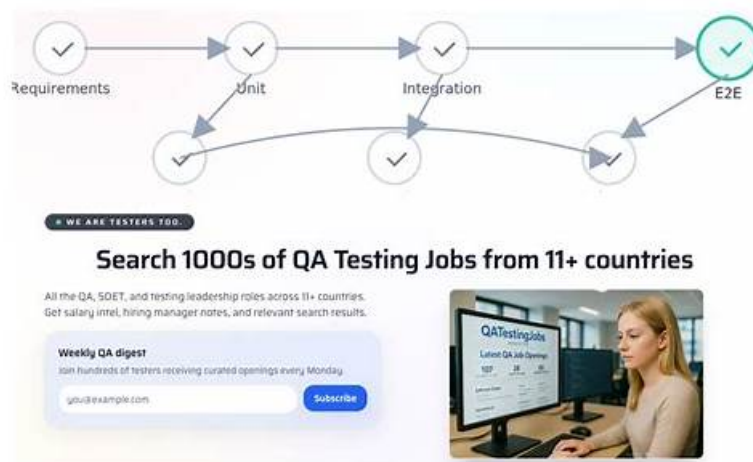 Requirements
Unit
Integration
E2E
WE ARE TESTERS TOO.
Search 1000s of QA Testing Jobs from 11+ countries
All the QA, SDET, and testing leadership roles across 11+ countries.
Get salary intel, hiring manager notes, and relevant search results.
Weekly QA digest
Join hundreds of testers receiving curated openings every Monday.
you@example.com
Subscribe
QATestingJobs
Latest QA Job Openings
107